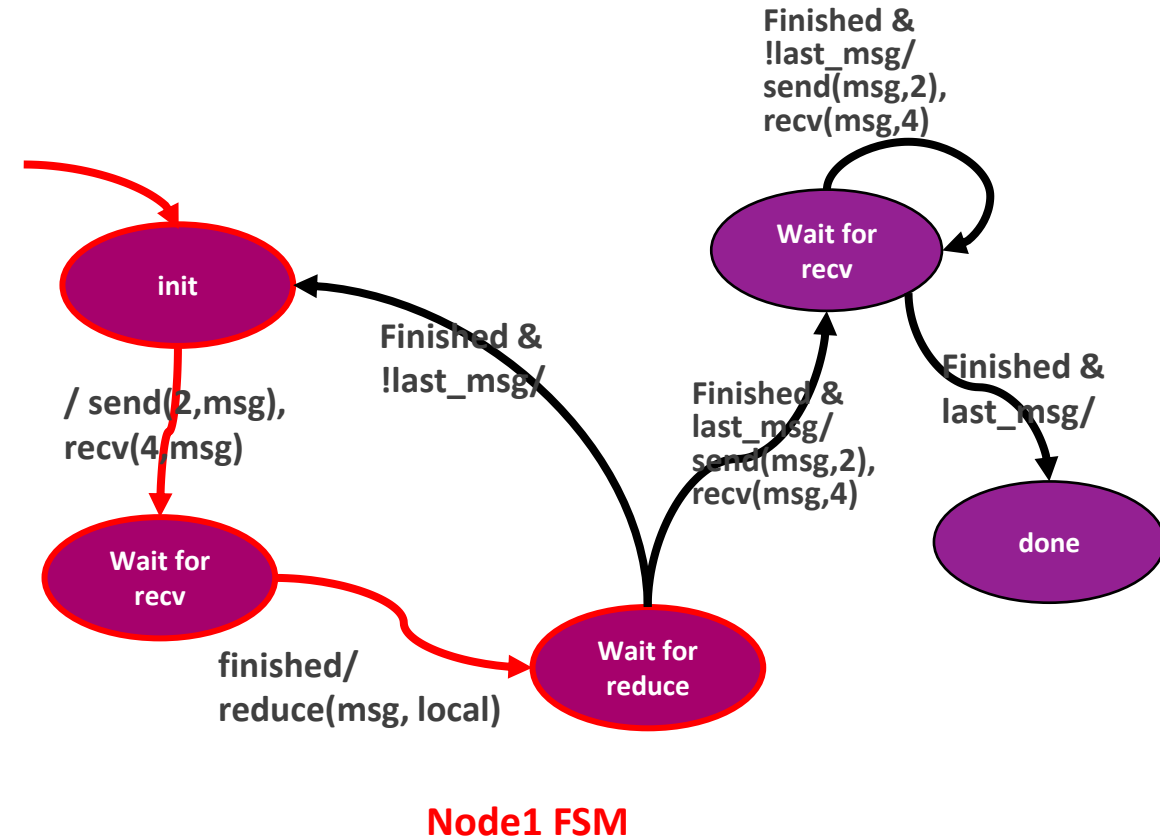 Finished &
!last_msg/
send(msg,2),
recv(msg,4)
Wait for
recv
init
Finished &
!last_msg/
/ send(2,msg),
recv(4,msg)
Finished &
last_msg/
send(msg,2),
recv(msg,4)
Finished &
last_msg/
Wait for
recv
done
finished/
reduce(msg, local)
Wait for
reduce
Node1 FSM